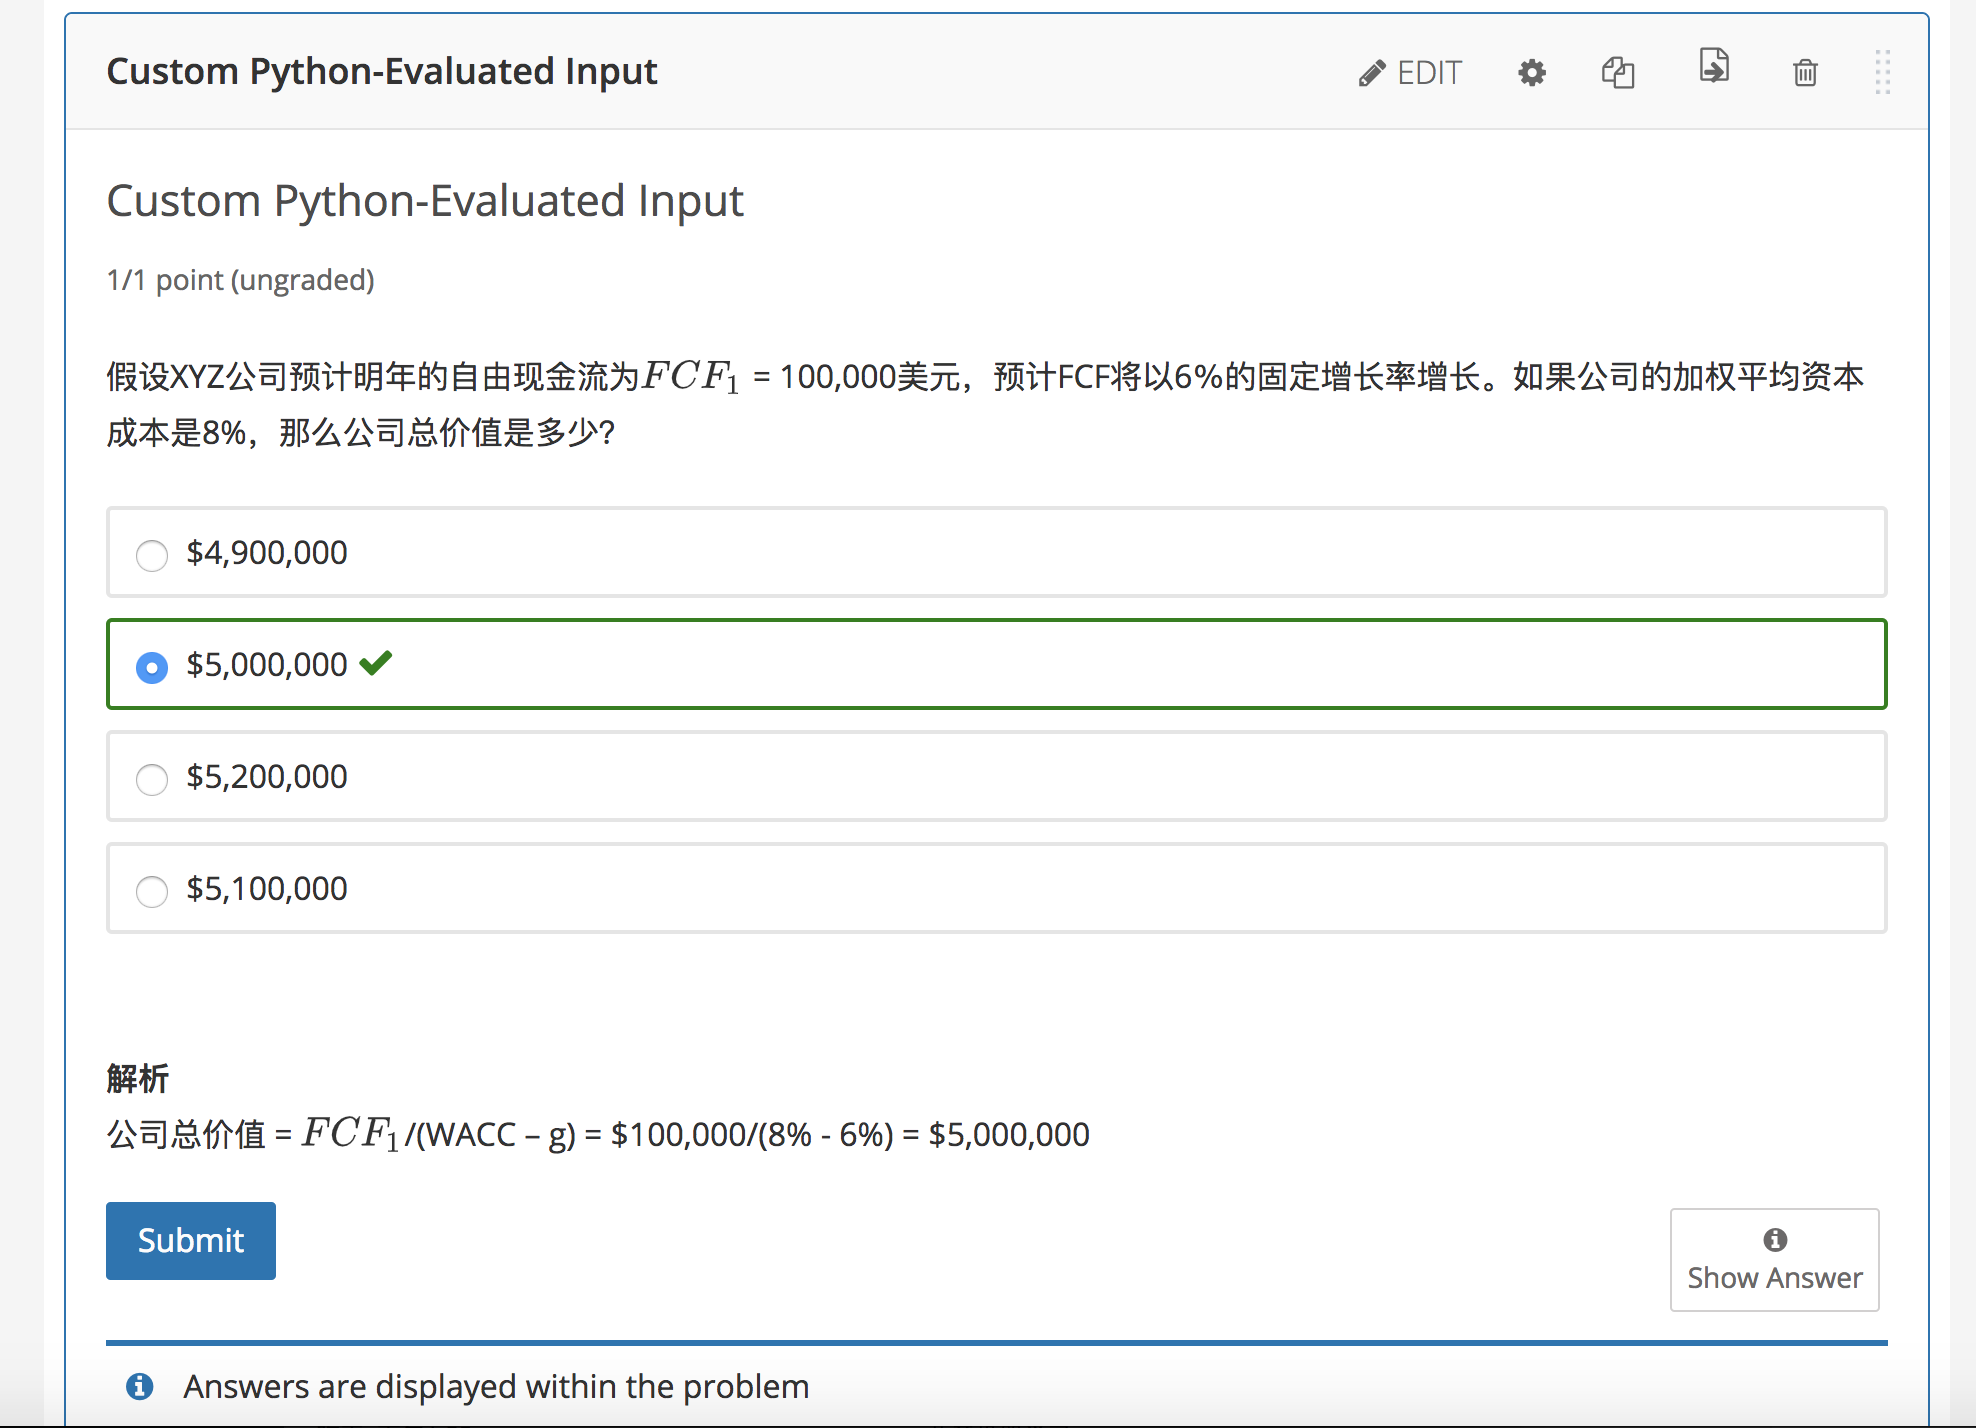 Custom Python-Evaluated Input
EDIT
Custom Python-Evaluated Input
1/1 point (ungraded)
假设XYZ公司预计明年的自由现金流为FCF₁ = 100,000美元，预计FCF将以6%的固定增长率增长。如果公司的加权平均资本
成本是8%，那么公司总价值是多少？
$4,900,000
$5,000,000
$5,200,000
$5,100,000
解析
公司总价值 = FCF₁/(WACC – g) = $100,000/(8% - 6%) = $5,000,000
Submit
Show Answer
Answers are displayed within the problem